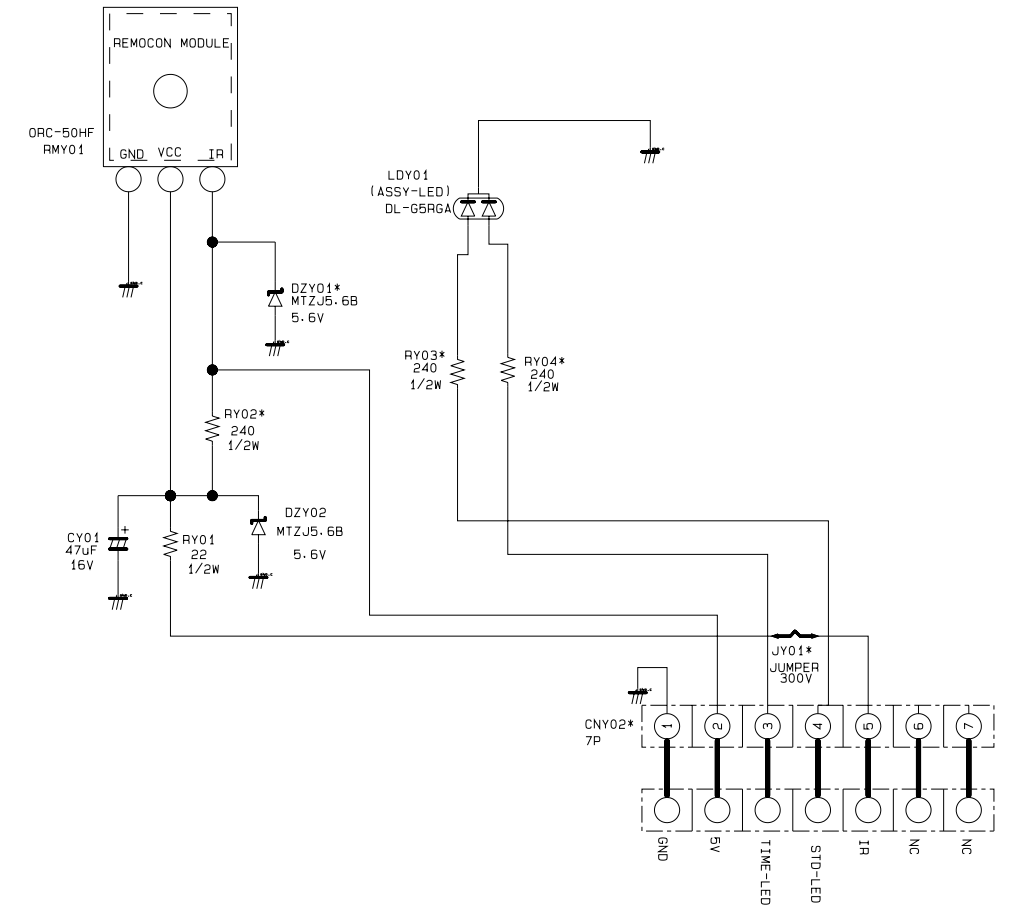 REMOCON MODULE
ORC-50HF
RMY01
GND VCC IR
LDY01
(ASSY-LED)
DL-G5RGA
DZY01*
MTZJ5.6B
5.6V
RY03*
240
1/2W
RY04*
240
1/2W
RY02*
240
1/2W
DZY02
MTZJ5.6B
5.6V
+
CY01
47uF
16V
RY01
22
1/2W
JY01*
JUMPER
300V
CNY02*
7P
1 2 3 4 5 6 7
GND
5V
TIME-LED
STD-LED
IR
NC
NC